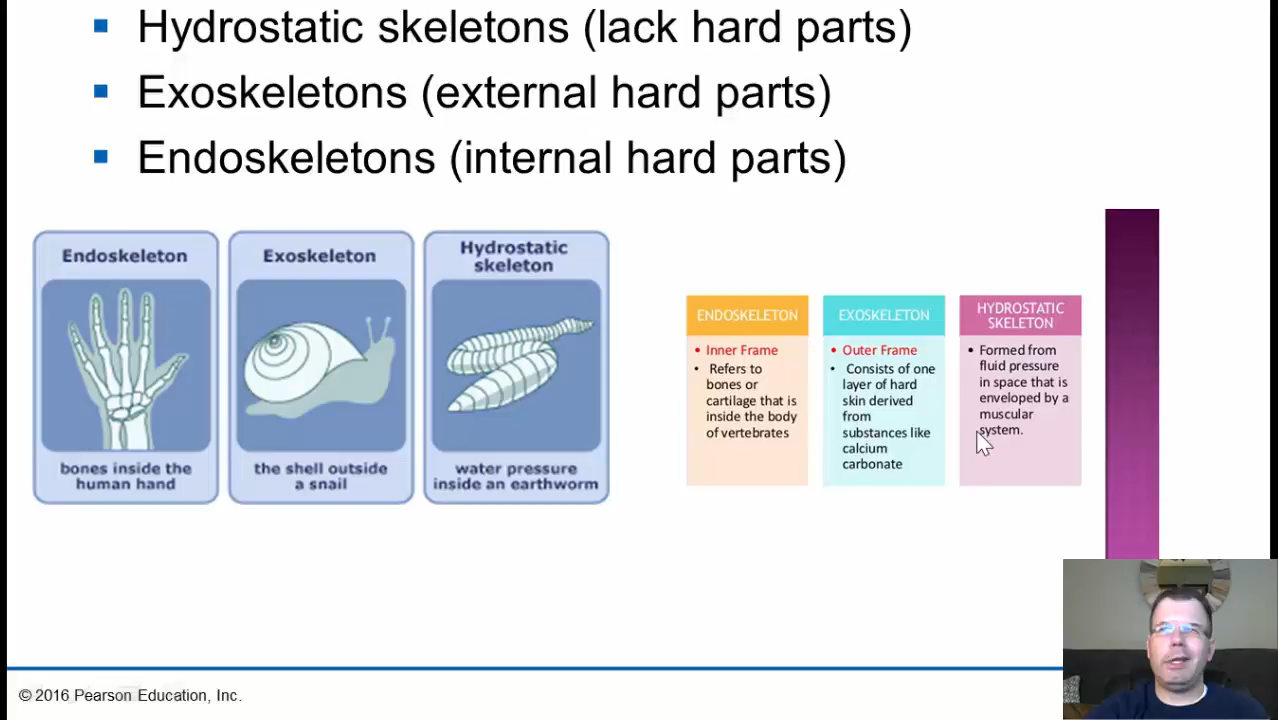 Hydrostatic skeletons (lack hard parts)
Exoskeletons (external hard parts)
Endoskeletons (internal hard parts)
Endoskeleton
bones inside the
human hand
Exoskeleton
the shell outside
a snail
Hydrostatic
skeleton
water pressure
inside an earthworm
ENDOSKELETON
• Inner Frame
• Refers to
bones or
cartilage that is
inside the body
of vertebrates
EXOSKELETON
• Outer Frame
• Consists of one
layer of hard
skin derived
from
substances like
calcium
carbonate
HYDROSTATIC
SKELETON
• Formed from
fluid pressure
in space that is
enveloped by a
muscular
system.
© 2016 Pearson Education, Inc.